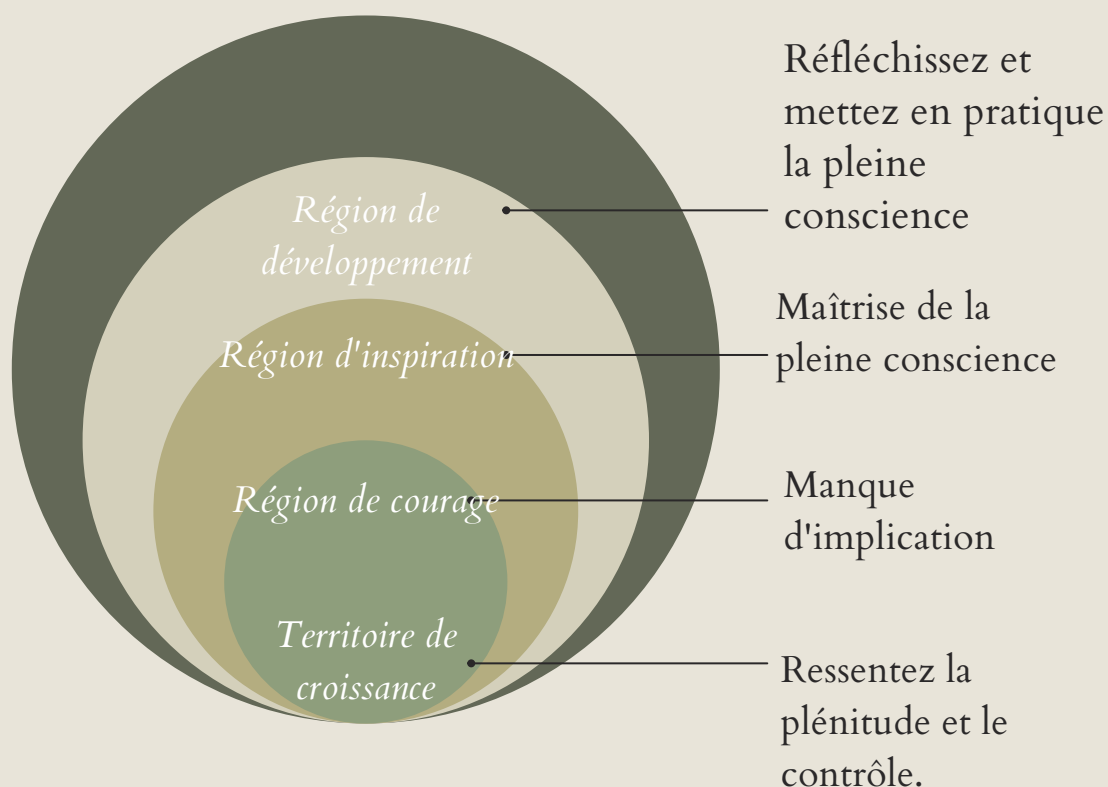 Réfléchissez et
mettez en pratique
la pleine
conscience
Région de
développement
Maîtrise de la
pleine conscience
Région d'inspiration
Manque
d'implication
Région de courage
Territoire de
croissance
Ressentez la
plénitude et le
contrôle.